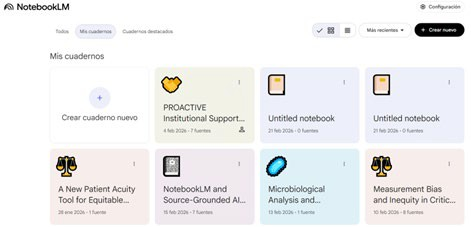 NotebookLM
Configuración
Todos
Mis cuadernos
Cuadernos destacados
Más recientes
+ Crear nuevo
Mis cuadernos
+
Crear cuaderno nuevo
PROACTIVE
Institutional Support...
4 feb 2026 · 7 fuentes
Untitled notebook
21 feb 2026 · 0 fuentes
Untitled notebook
21 feb 2026 · 0 fuentes
A New Patient Acuity
Tool for Equitable...
28 ene 2026 · 1 fuente
NotebookLM and
Source-Grounded AI...
15 feb 2026 · 7 fuentes
Microbiological
Analysis and...
13 feb 2026 · 1 fuente
Measurement Bias
and Inequity in Critic...
10 feb 2026 · 8 fuentes